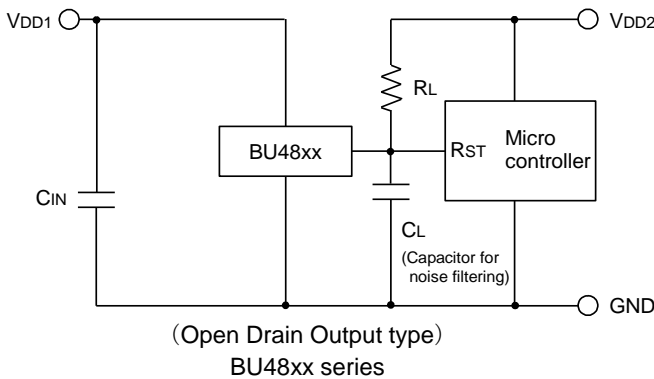 VDD1
VDD2
RL
BU48xx
RST
Micro
controller
CIN
CL
(Capacitor for
noise filtering)
GND
（Open Drain Output type）
BU48xx series